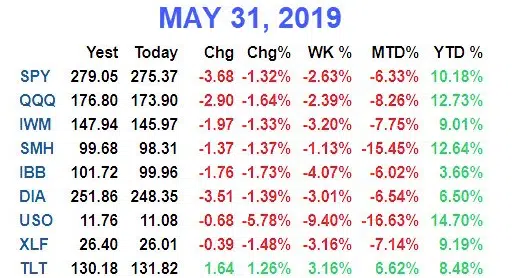 MAY 31, 2019
Yest Today Chg Chg% WK % MTD% YTD %
SPY 279.05 275.37 -3.68 -1.32% -2.63% -6.33% 10.18%
QQQ 176.80 173.90 -2.90 -1.64% -2.39% -8.26% 12.73%
IWM 147.94 145.97 -1.97 -1.33% -3.20% -7.75% 9.01%
SMH 99.68 98.31 -1.37 -1.37% -1.13% -15.45% 12.64%
IBB 101.72 99.96 -1.76 -1.73% -4.07% -6.02% 3.66%
DIA 251.86 248.35 -3.51 -1.39% -3.01% -6.54% 6.50%
USO 11.76 11.08 -0.68 -5.78% -9.40% -16.63% 14.70%
XLF 26.40 26.01 -0.39 -1.48% -3.16% -7.14% 9.19%
TLT 130.18 131.82 1.64 1.26% 3.16% 6.62% 8.48%